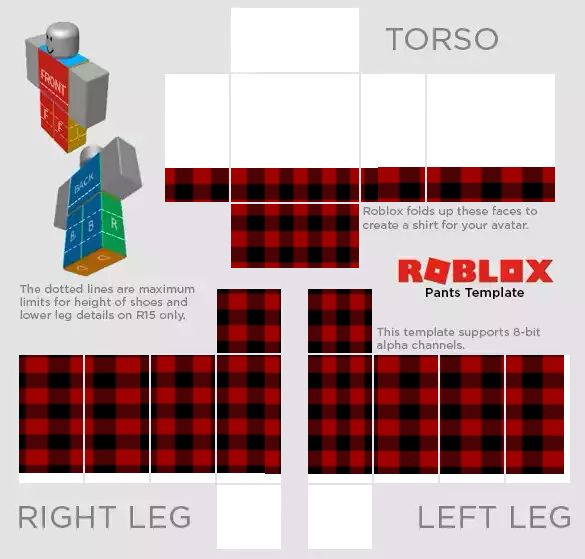 TORSO
FRONT
F F
BACK
B B R
Roblox folds up these faces to
create a shirt for your avatar.
ROBLOX
Pants Template
The dotted lines are maximum
limits for height of shoes and
lower leg details on R15 only.
This template supports 8-bit
alpha channels.
RIGHT LEG
LEFT LEG